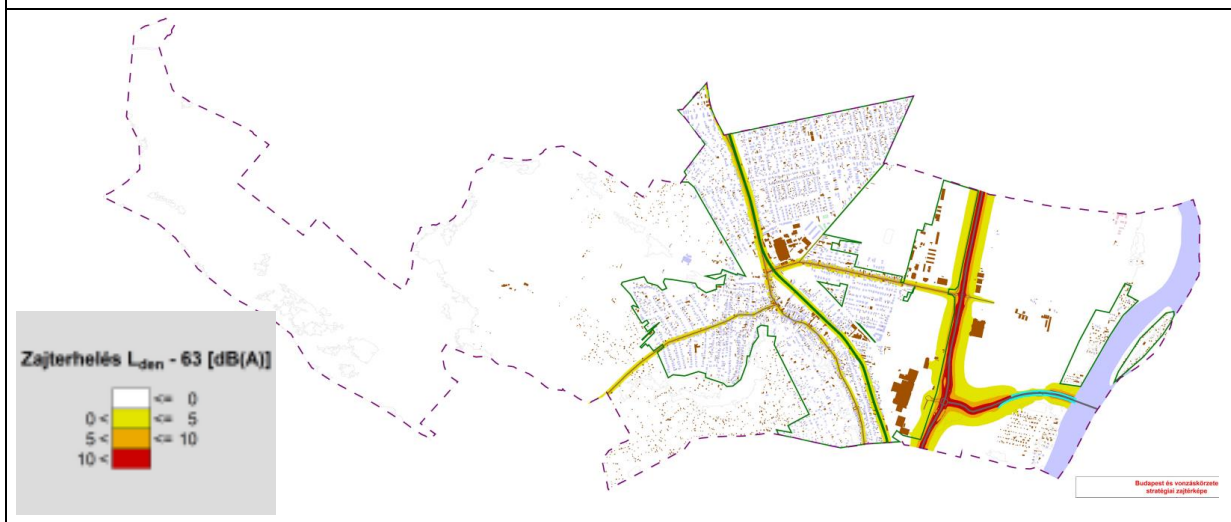 Zajterhelés Lden - 63 [dB(A)]
<= 0
0 < <= 5
5 < <= 10
10 <
Budapest és vonzáskörzete
stratégiai zajtérképe